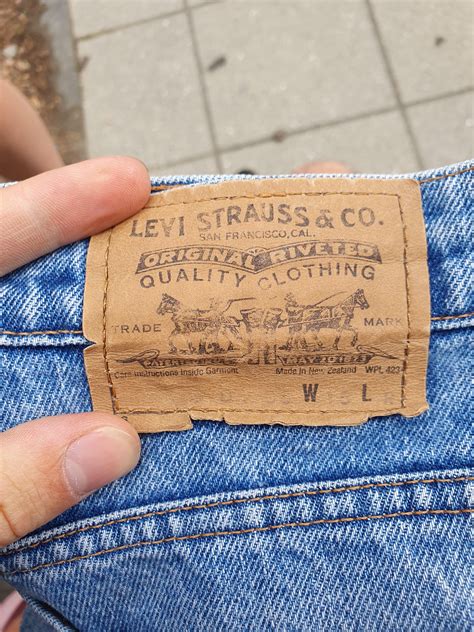 LEVI STRAUSS & CO.
SAN FRANCISCO, CAL.
ORIGINAL RIVETED
QUALITY CLOTHING
TRADE MARK
PATENTED MAY 20 1873
Care Instructions Inside Garment Made in New Zealand WPL 423
W L